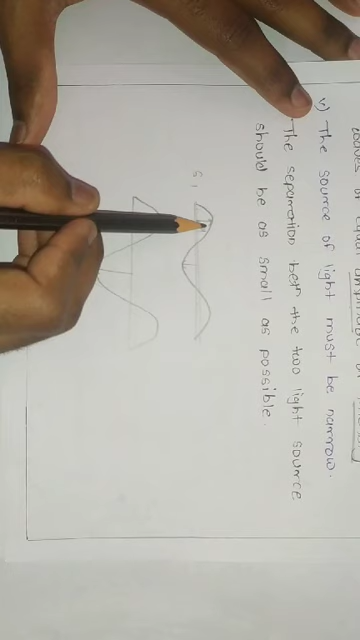 v) The source of light must be narrow.
The separation betn the two light source
should be as small as possible.
S1